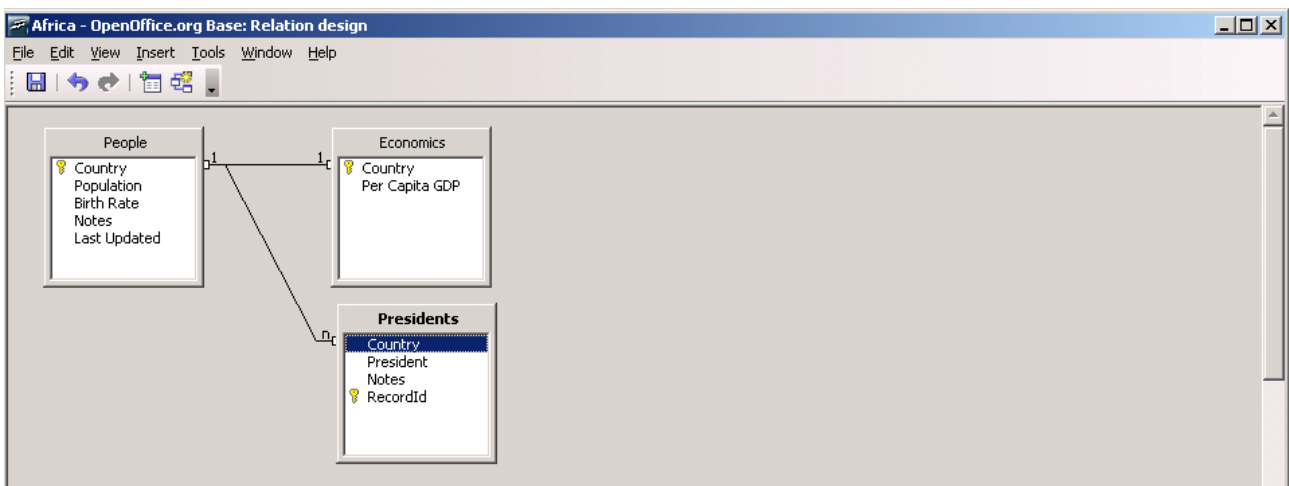 Africa - OpenOffice.org Base: Relation design
File Edit View Insert Tools Window Help
People
Country
Population
Birth Rate
Notes
Last Updated
1
1
Economics
Country
Per Capita GDP
n
Presidents
Country
President
Notes
RecordId